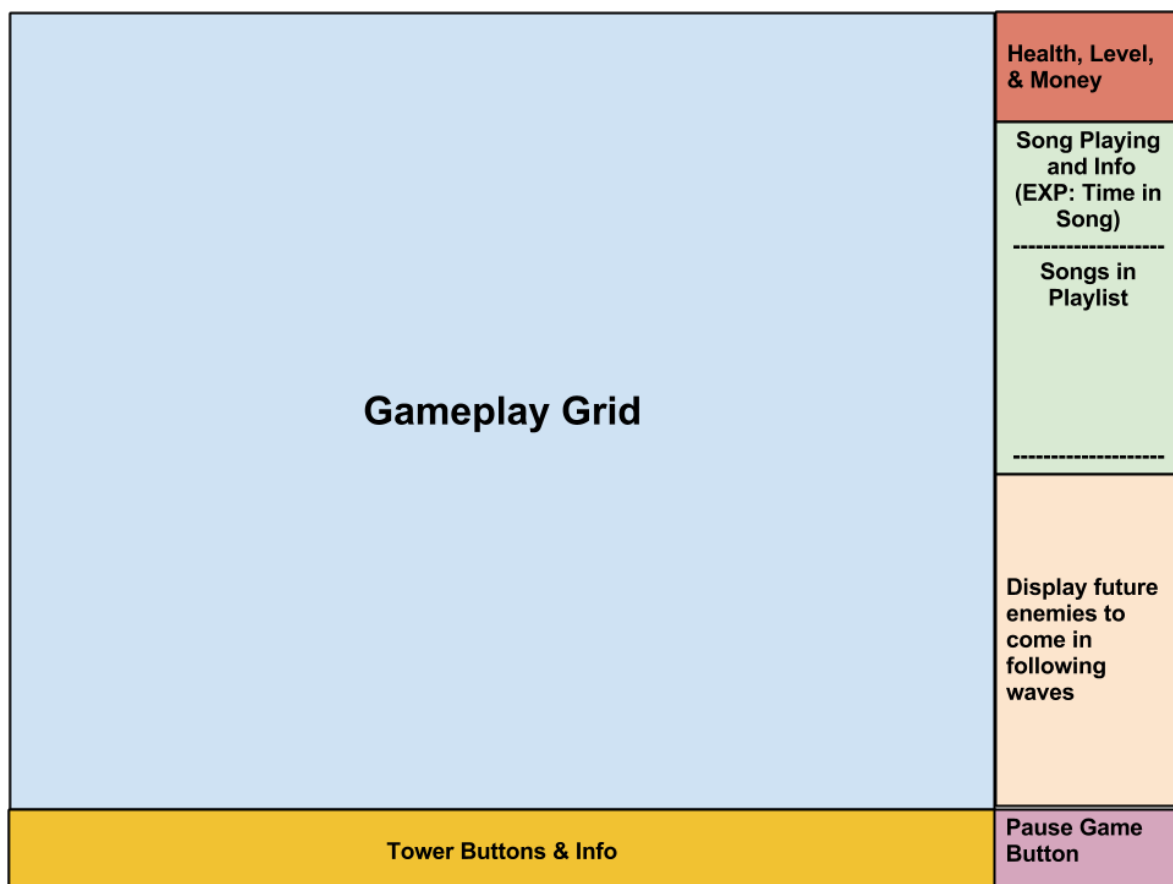 Health, Level,
& Money
Song Playing
and Info
(EXP: Time in
Song)
--------------------
Songs in
Playlist
--------------------
Gameplay Grid
Display future
enemies to
come in
following
waves
Tower Buttons & Info
Pause Game
Button